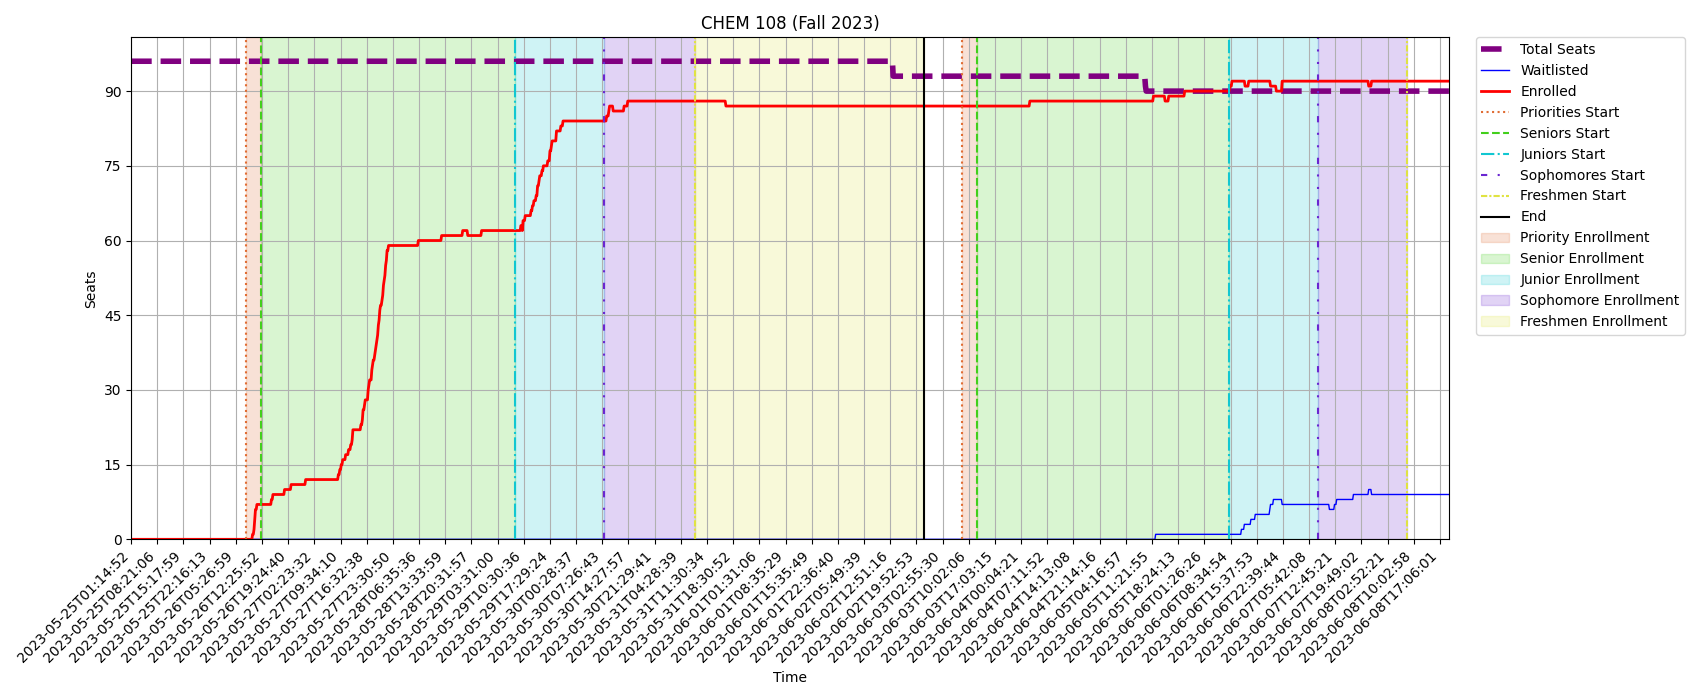 CHEM 108 (Fall 2023)
Seats
90
75
60
45
30
15
0
2023-05-25T01:14:52
2023-05-25T08:21:06
2023-05-25T15:17:59
2023-05-25T22:16:13
2023-05-26T05:26:59
2023-05-26T12:25:52
2023-05-26T19:24:40
2023-05-27T02:23:32
2023-05-27T09:34:10
2023-05-27T16:32:38
2023-05-27T23:30:50
2023-05-28T06:35:36
2023-05-28T13:33:59
2023-05-28T20:31:57
2023-05-29T03:31:00
2023-05-29T10:30:36
2023-05-29T17:29:24
2023-05-30T00:28:37
2023-05-30T07:26:43
2023-05-30T14:27:57
2023-05-30T21:29:41
2023-05-31T04:28:39
2023-05-31T11:30:34
2023-05-31T18:30:52
2023-06-01T01:31:06
2023-06-01T08:35:29
2023-06-01T15:35:49
2023-06-01T22:36:40
2023-06-02T05:49:39
2023-06-02T12:51:16
2023-06-02T19:52:53
2023-06-03T02:55:30
2023-06-03T10:02:06
2023-06-03T17:03:15
2023-06-04T00:04:21
2023-06-04T07:11:52
2023-06-04T14:13:08
2023-06-04T21:14:16
2023-06-05T04:16:57
2023-06-05T11:21:55
2023-06-05T18:24:13
2023-06-06T01:26:26
2023-06-06T08:34:54
2023-06-06T15:37:53
2023-06-06T22:39:44
2023-06-07T05:42:08
2023-06-07T12:45:21
2023-06-07T19:49:02
2023-06-08T02:52:21
2023-06-08T10:02:58
2023-06-08T17:06:01
Time
Total Seats
Waitlisted
Enrolled
Priorities Start
Seniors Start
Juniors Start
Sophomores Start
Freshmen Start
End
Priority Enrollment
Senior Enrollment
Junior Enrollment
Sophomore Enrollment
Freshmen Enrollment